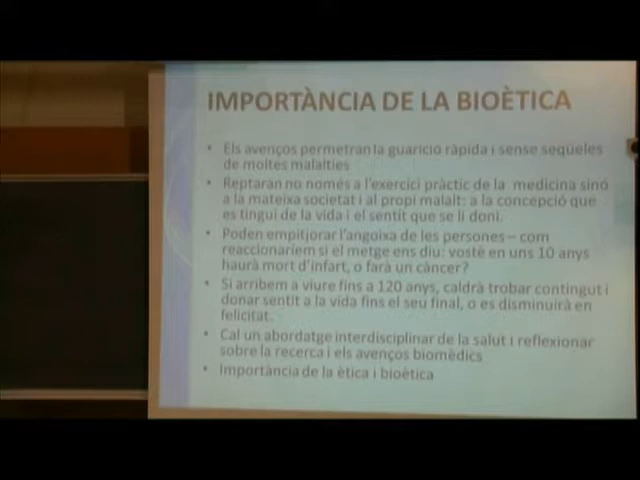 IMPORTÀNCIA DE LA BIOÈTICA
• Els avenços permetran la guarició ràpida i sense seqüeles
de moltes malalties
• Reptaran no només a l'exercici pràctic de la medicina sinó
a la mateixa societat i al propi malalt: a la concepció que
es tingui de la vida i el sentit que se li doni.
• Poden empitjorar l'angoixa de les persones – com
reaccionaríem si el metge ens diu: vostè en uns 10 anys
haurà mort d'infart, o farà un càncer?
• Si arribem a viure fins a 120 anys, caldrà trobar contingut i
donar sentit a la vida fins el seu final, o es disminuirà en
felicitat.
• Cal un abordatge interdisciplinar de la salut i reflexionar
sobre la recerca i els avenços biomèdics
• Importància de la ètica i bioètica